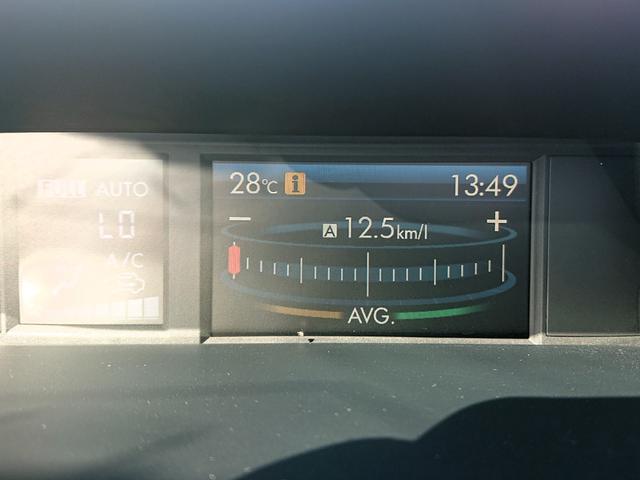 FULL AUTO
LO
A/C
28°C i 13:49
− +
A 12.5km/l
AVG.